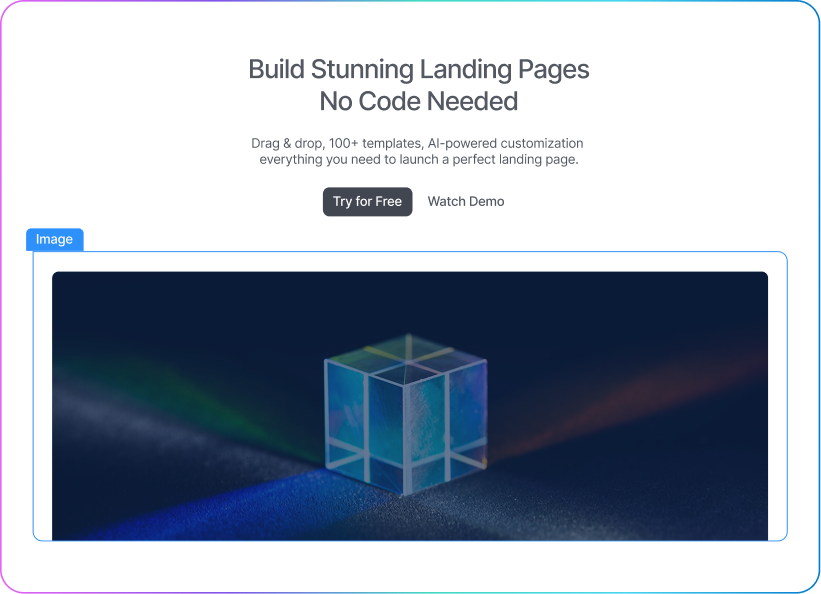 Build Stunning Landing Pages
No Code Needed
Drag & drop, 100+ templates, AI-powered customization
everything you need to launch a perfect landing page.
Try for Free
Watch Demo
Image